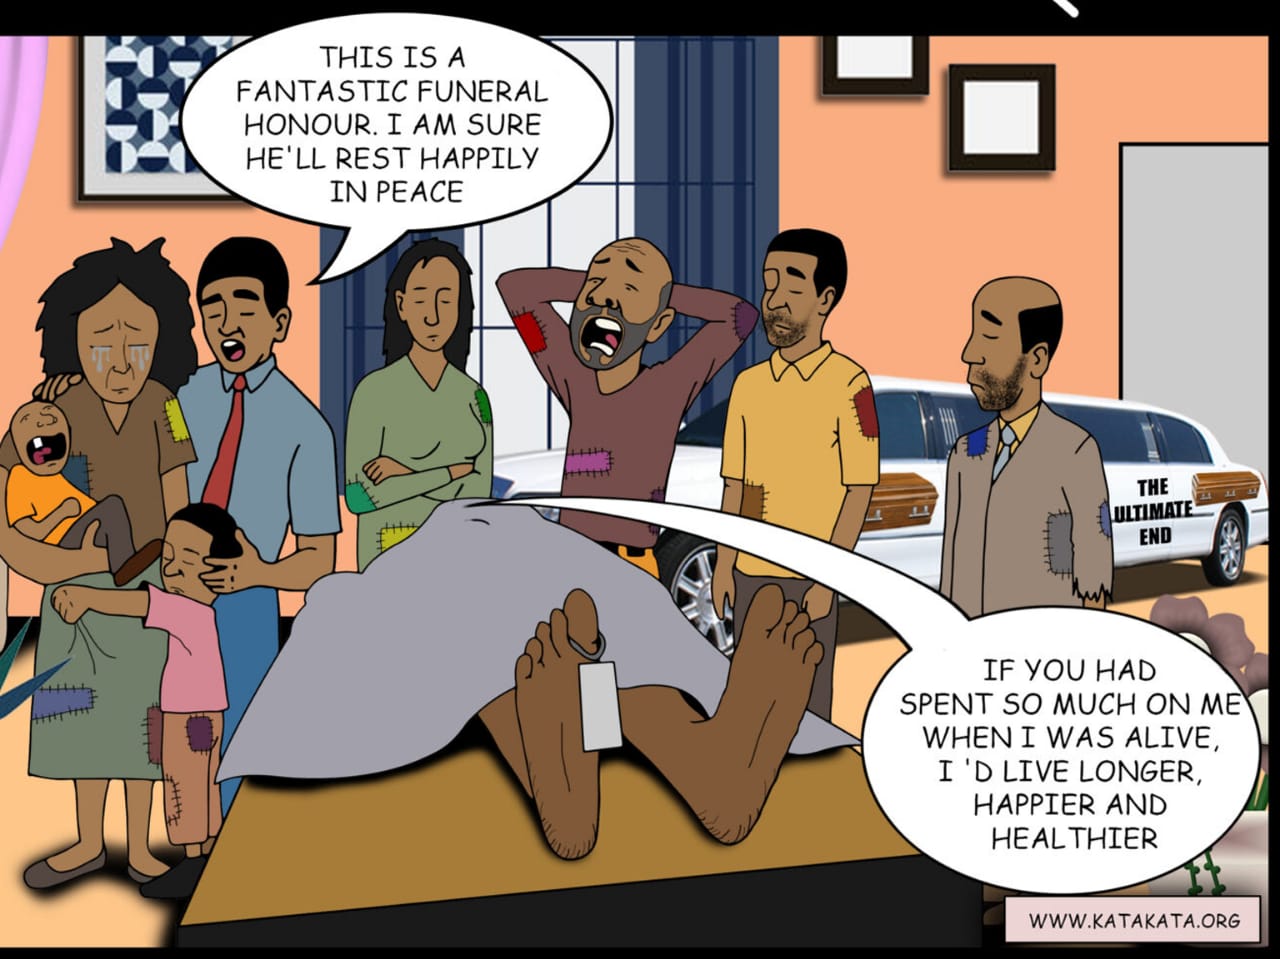 THIS IS A
FANTASTIC FUNERAL
HONOUR. I AM SURE
HE'LL REST HAPPILY
IN PEACE
THE
ULTIMATE
END
IF YOU HAD
SPENT SO MUCH ON ME
WHEN I WAS ALIVE,
I 'D LIVE LONGER,
HAPPIER AND
HEALTHIER
WWW.KATAKATA.ORG